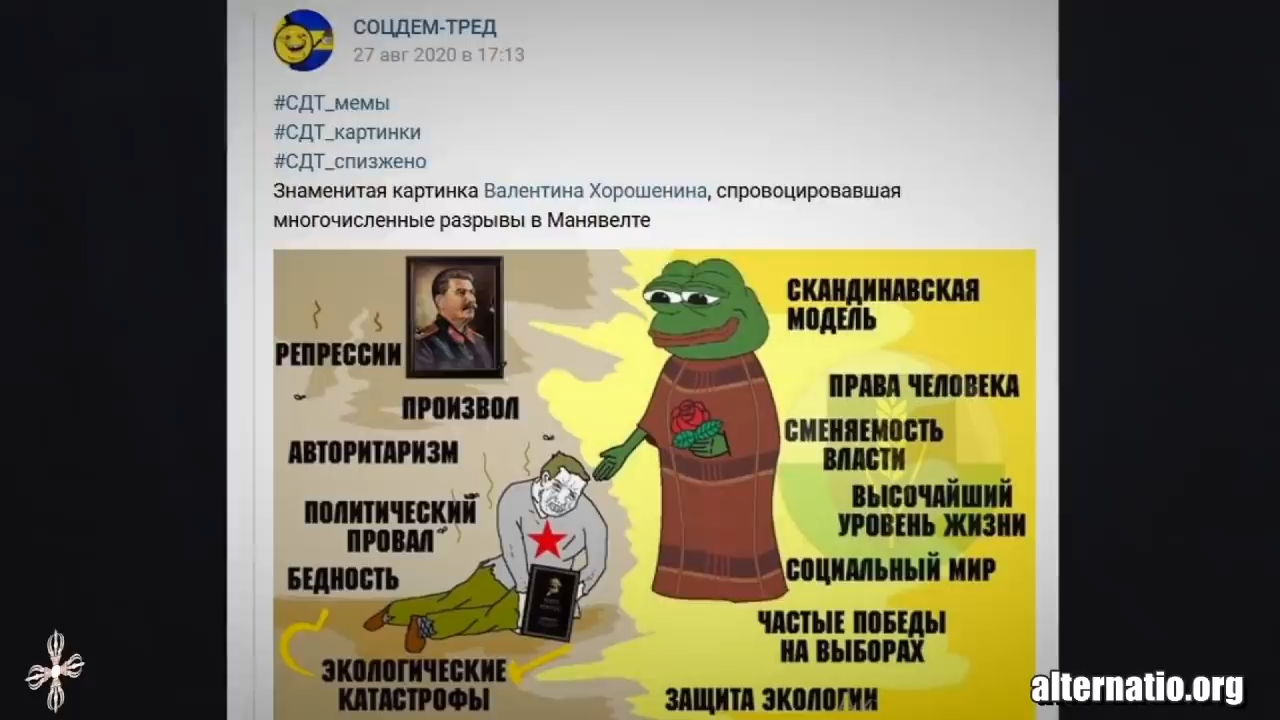 СОЦДЕМ-ТРЕД
27 авг 2020 в 17:13
#СДТ_мемы
#СДТ_картинки
#СДТ_спизжено
Знаменитая картинка Валентина Хорошенина, спровоцировавшая
многочисленные разрывы в Манявелте
РЕПРЕССИИ
ПРОИЗВОЛ
АВТОРИТАРИЗМ
ПОЛИТИЧЕСКИЙ
ПРОВАЛ
БЕДНОСТЬ
ЭКОЛОГИЧЕСКИЕ
КАТАСТРОФЫ
СКАНДИНАВСКАЯ
МОДЕЛЬ
ПРАВА ЧЕЛОВЕКА
СМЕНЯЕМОСТЬ
ВЛАСТИ
ВЫСОЧАЙШИЙ
УРОВЕНЬ ЖИЗНИ
СОЦИАЛЬНЫЙ МИР
ЧАСТЫЕ ПОБЕДЫ
НА ВЫБОРАХ
ЗАЩИТА ЭКОЛОГИИ
alternatio.org